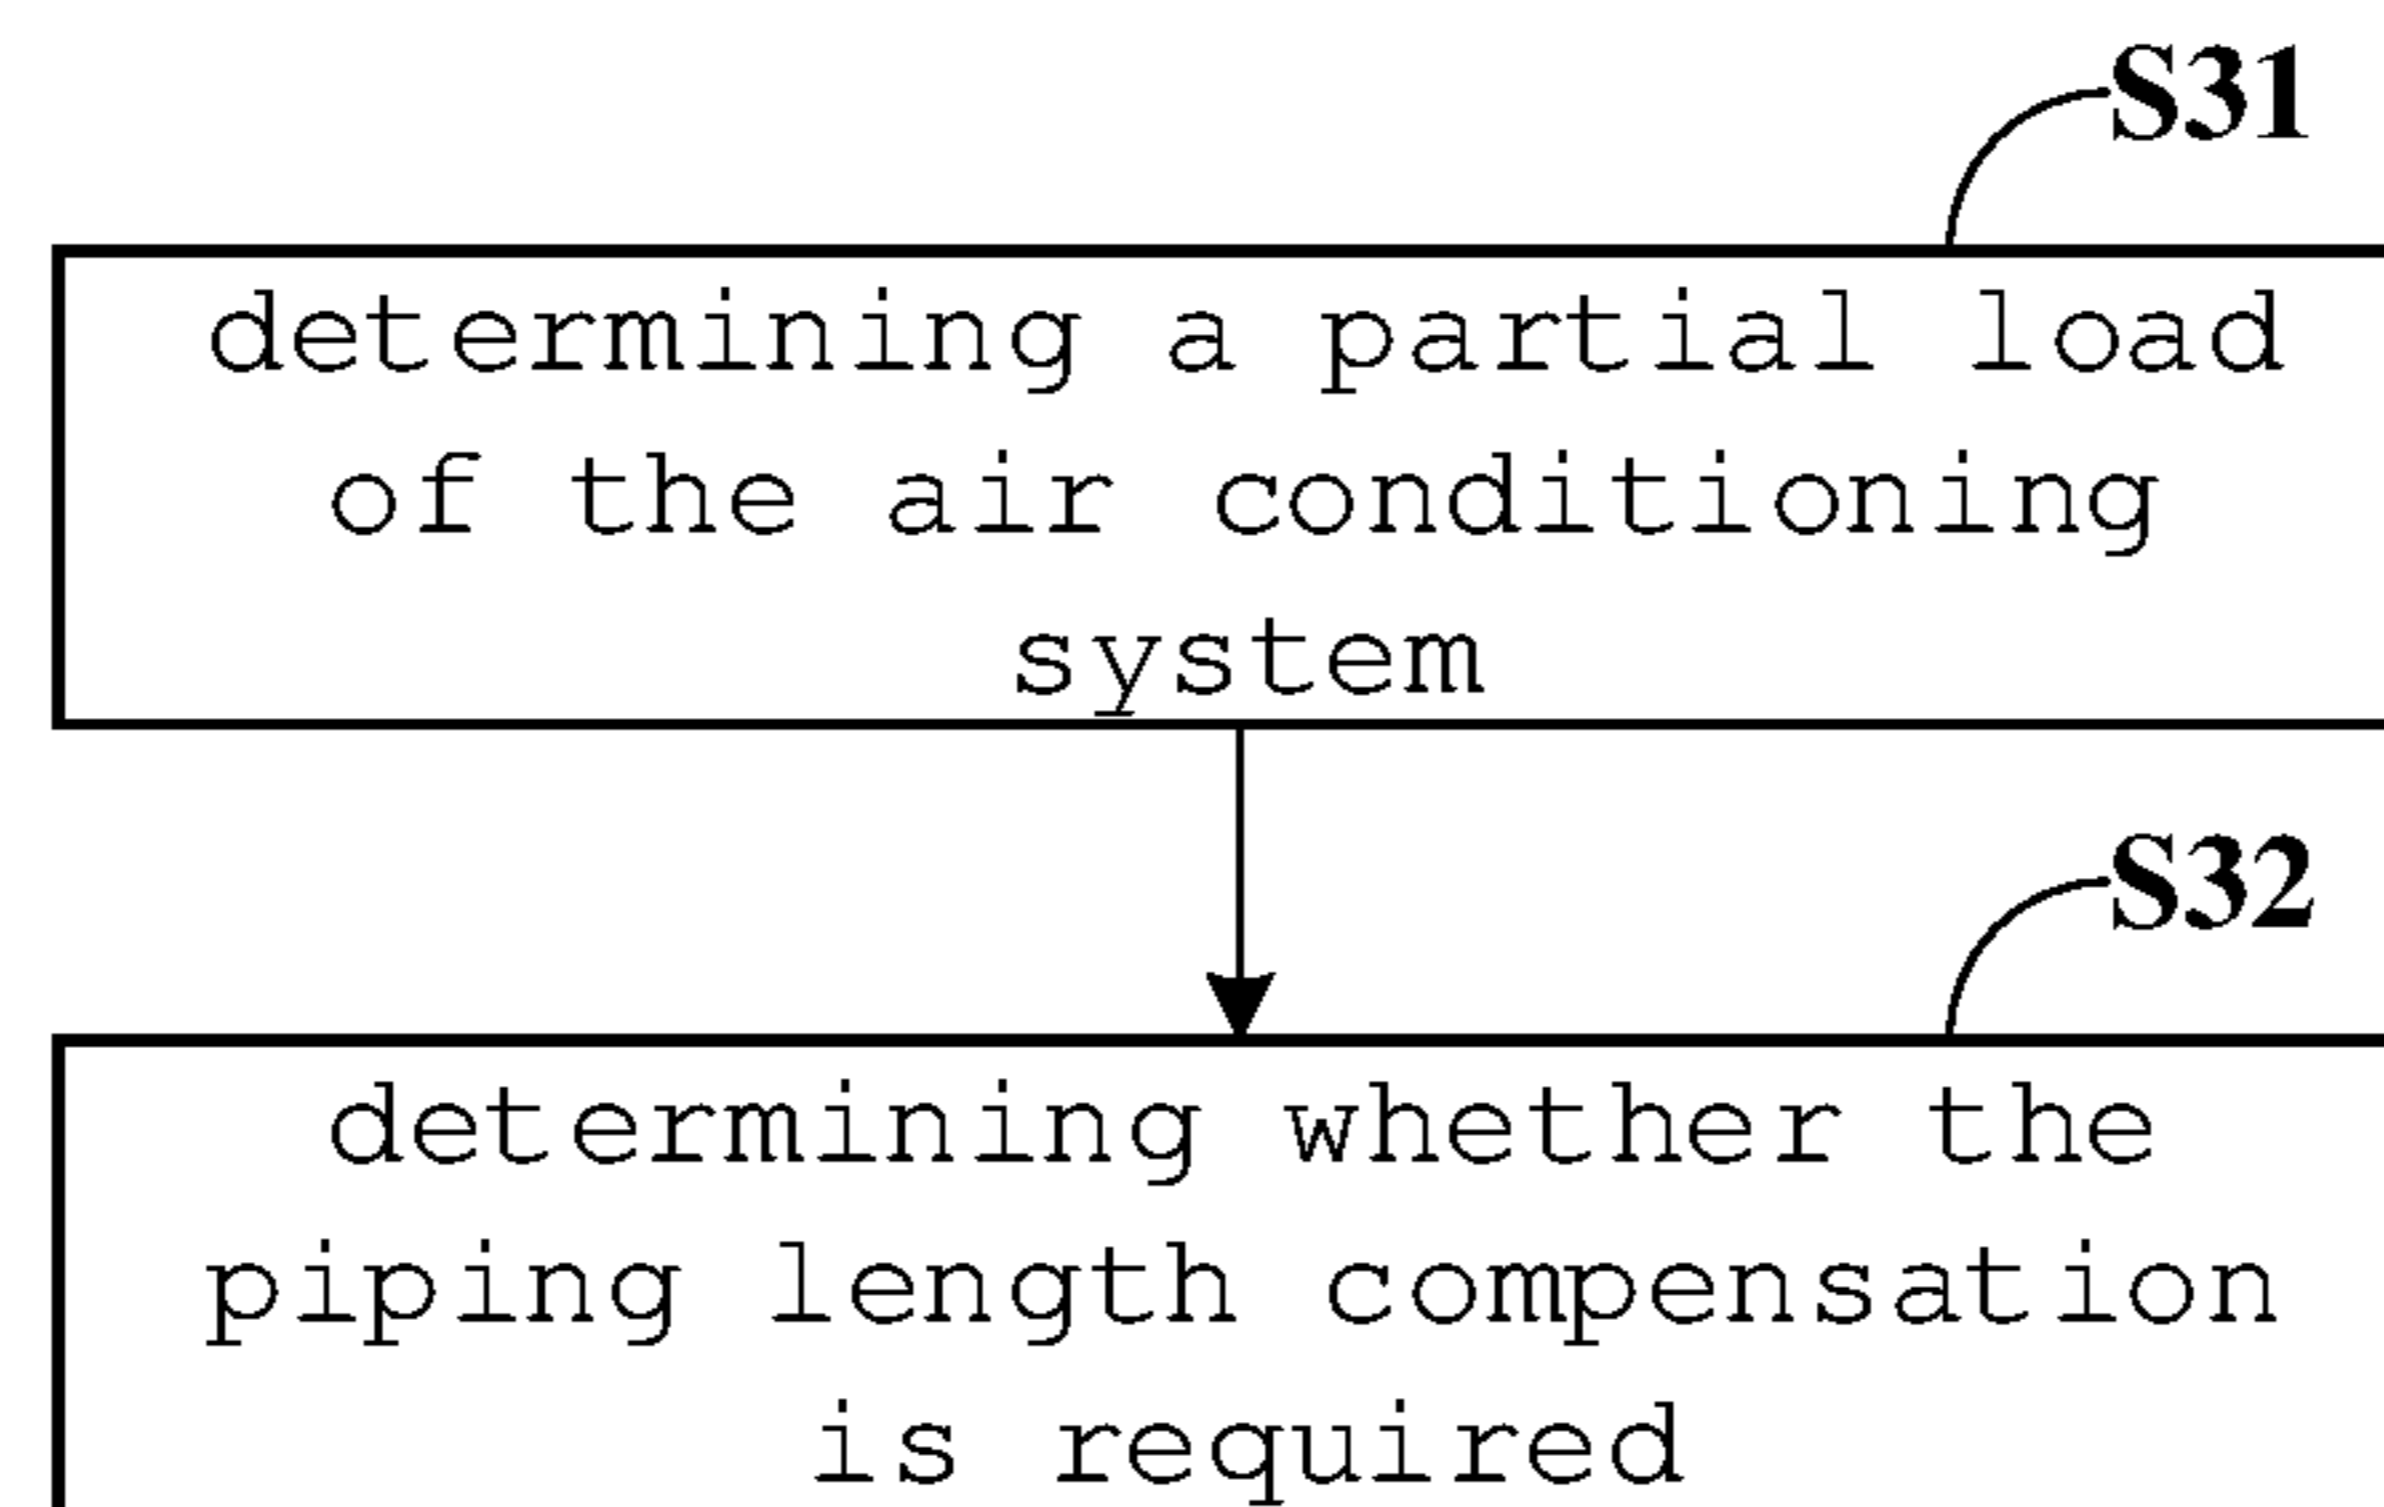 S31
determining a partial load
of the air conditioning
system
S32
determining whether the
piping length compensation
is required